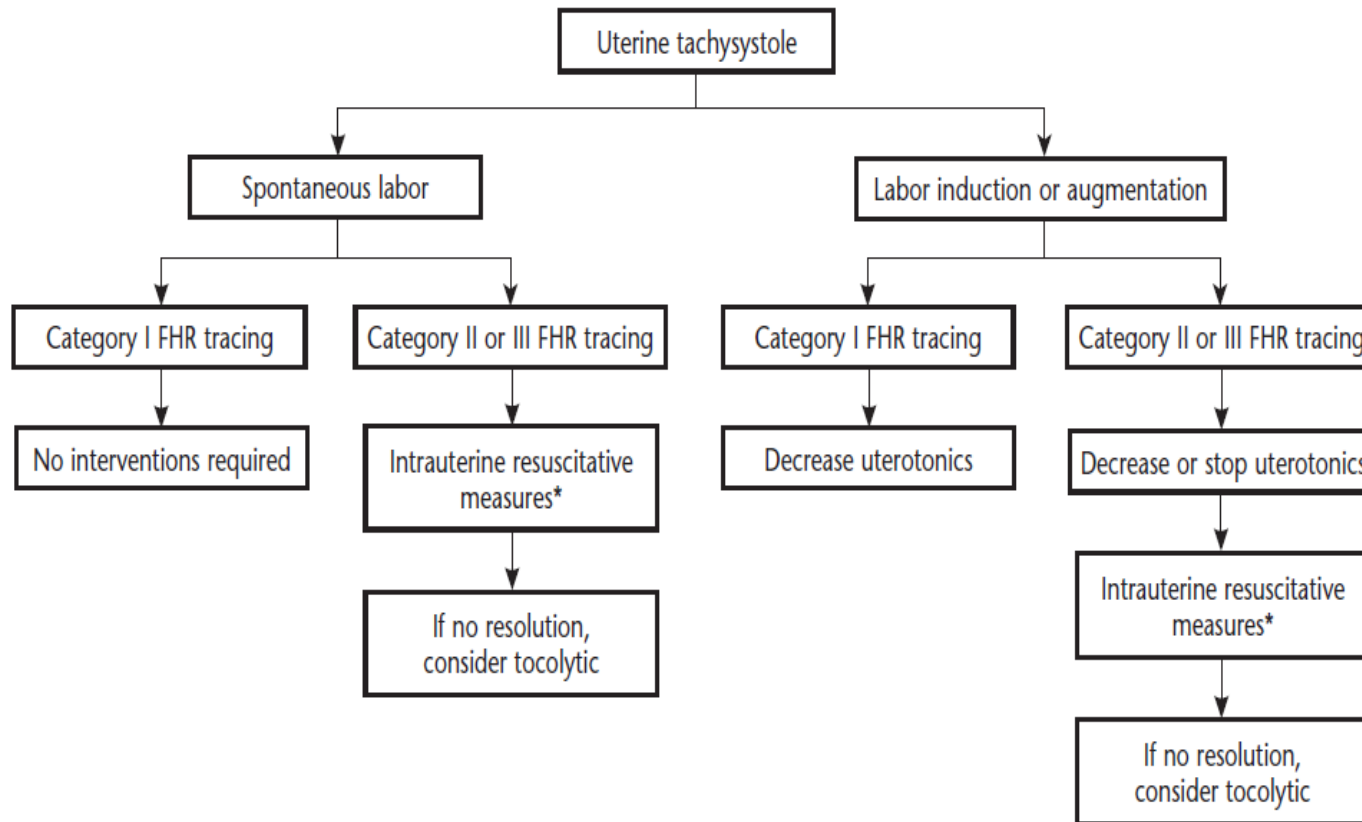 Uterine tachysystole
Spontaneous labor
Labor induction or augmentation
Category I FHR tracing
Category II or III FHR tracing
Category I FHR tracing
Category II or III FHR tracing
No interventions required
Intrauterine resuscitative
measures*
Decrease uterotonics
Decrease or stop uterotonics
If no resolution,
consider tocolytic
Intrauterine resuscitative
measures*
If no resolution,
consider tocolytic